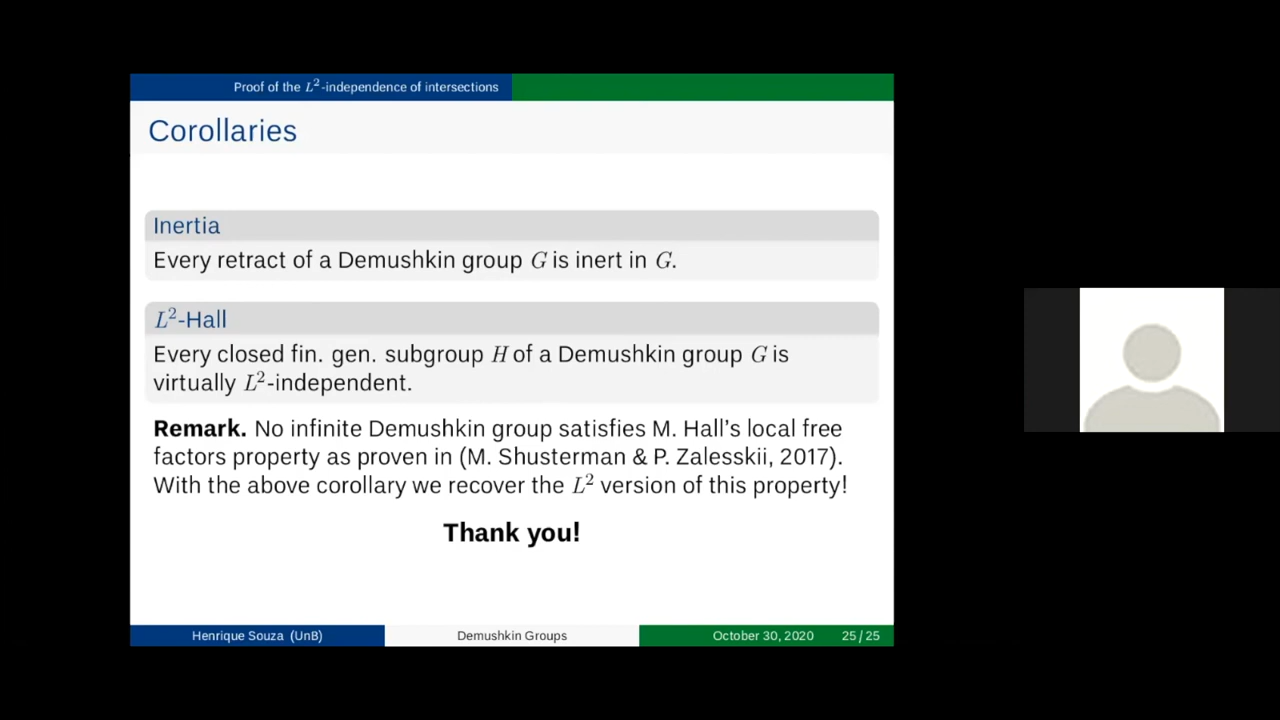 Proof of the L²-independence of intersections
Corollaries
Inertia
Every retract of a Demushkin group G is inert in G.
L²-Hall
Every closed fin. gen. subgroup H of a Demushkin group G is
virtually L²-independent.
Remark. No infinite Demushkin group satisfies M. Hall's local free
factors property as proven in (M. Shusterman & P. Zalesskii, 2017).
With the above corollary we recover the L² version of this property!
Thank you!
Henrique Souza (UnB) Demushkin Groups October 30, 2020 25 / 25